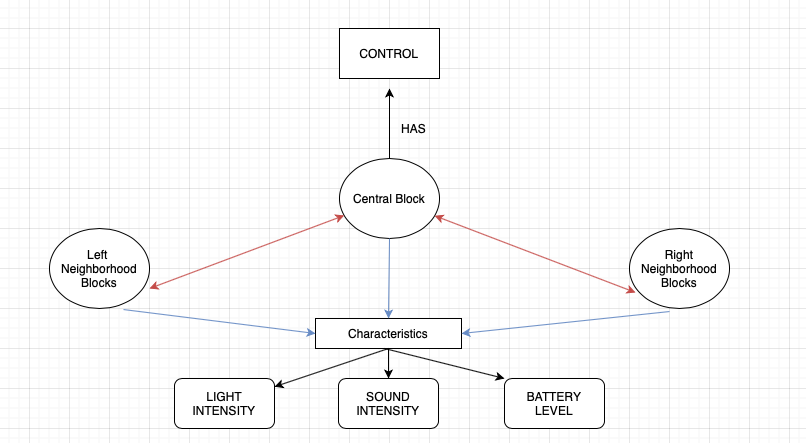 CONTROL
HAS
Central Block
Left
Neighborhood
Blocks
Right
Neighborhood
Blocks
Characteristics
LIGHT
INTENSITY
SOUND
INTENSITY
BATTERY
LEVEL